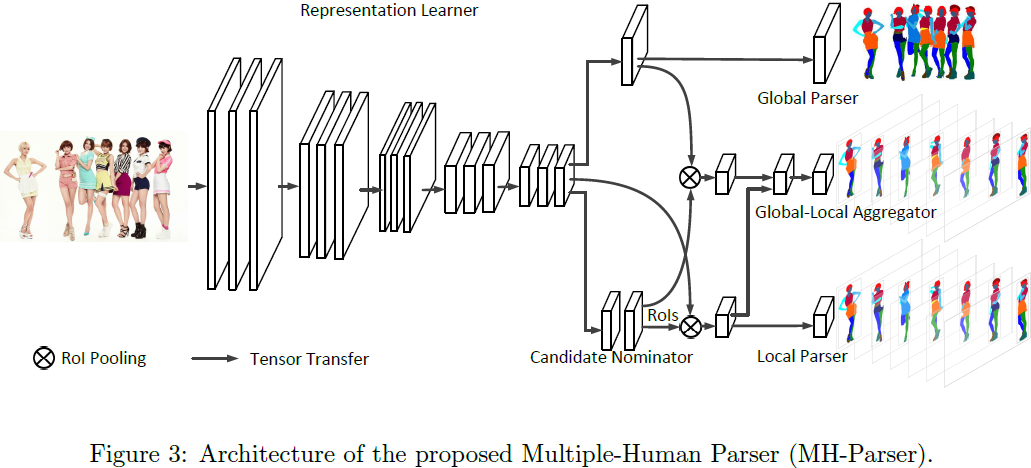 Representation Learner
Global Parser
Global-Local Aggregator
RoIs
Candidate Nominator
Local Parser
RoI Pooling
Tensor Transfer
Figure 3: Architecture of the proposed Multiple-Human Parser (MH-Parser).